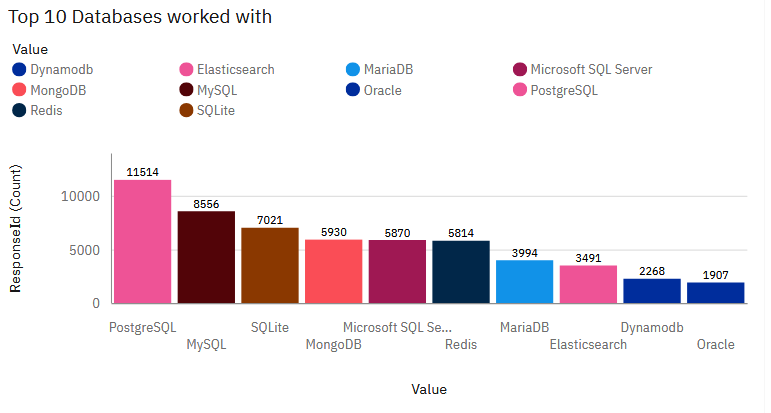 Top 10 Databases worked with
Value
Dynamodb Elasticsearch MariaDB Microsoft SQL Server
MongoDB MySQL Oracle PostgreSQL
Redis SQLite
ResponseId (Count)
10000
5000
0
11514
8556
7021
5930
5870
5814
3994
3491
2268
1907
PostgreSQL SQLite Microsoft SQL Se... MariaDB Dynamodb
MySQL MongoDB Redis Elasticsearch Oracle
Value